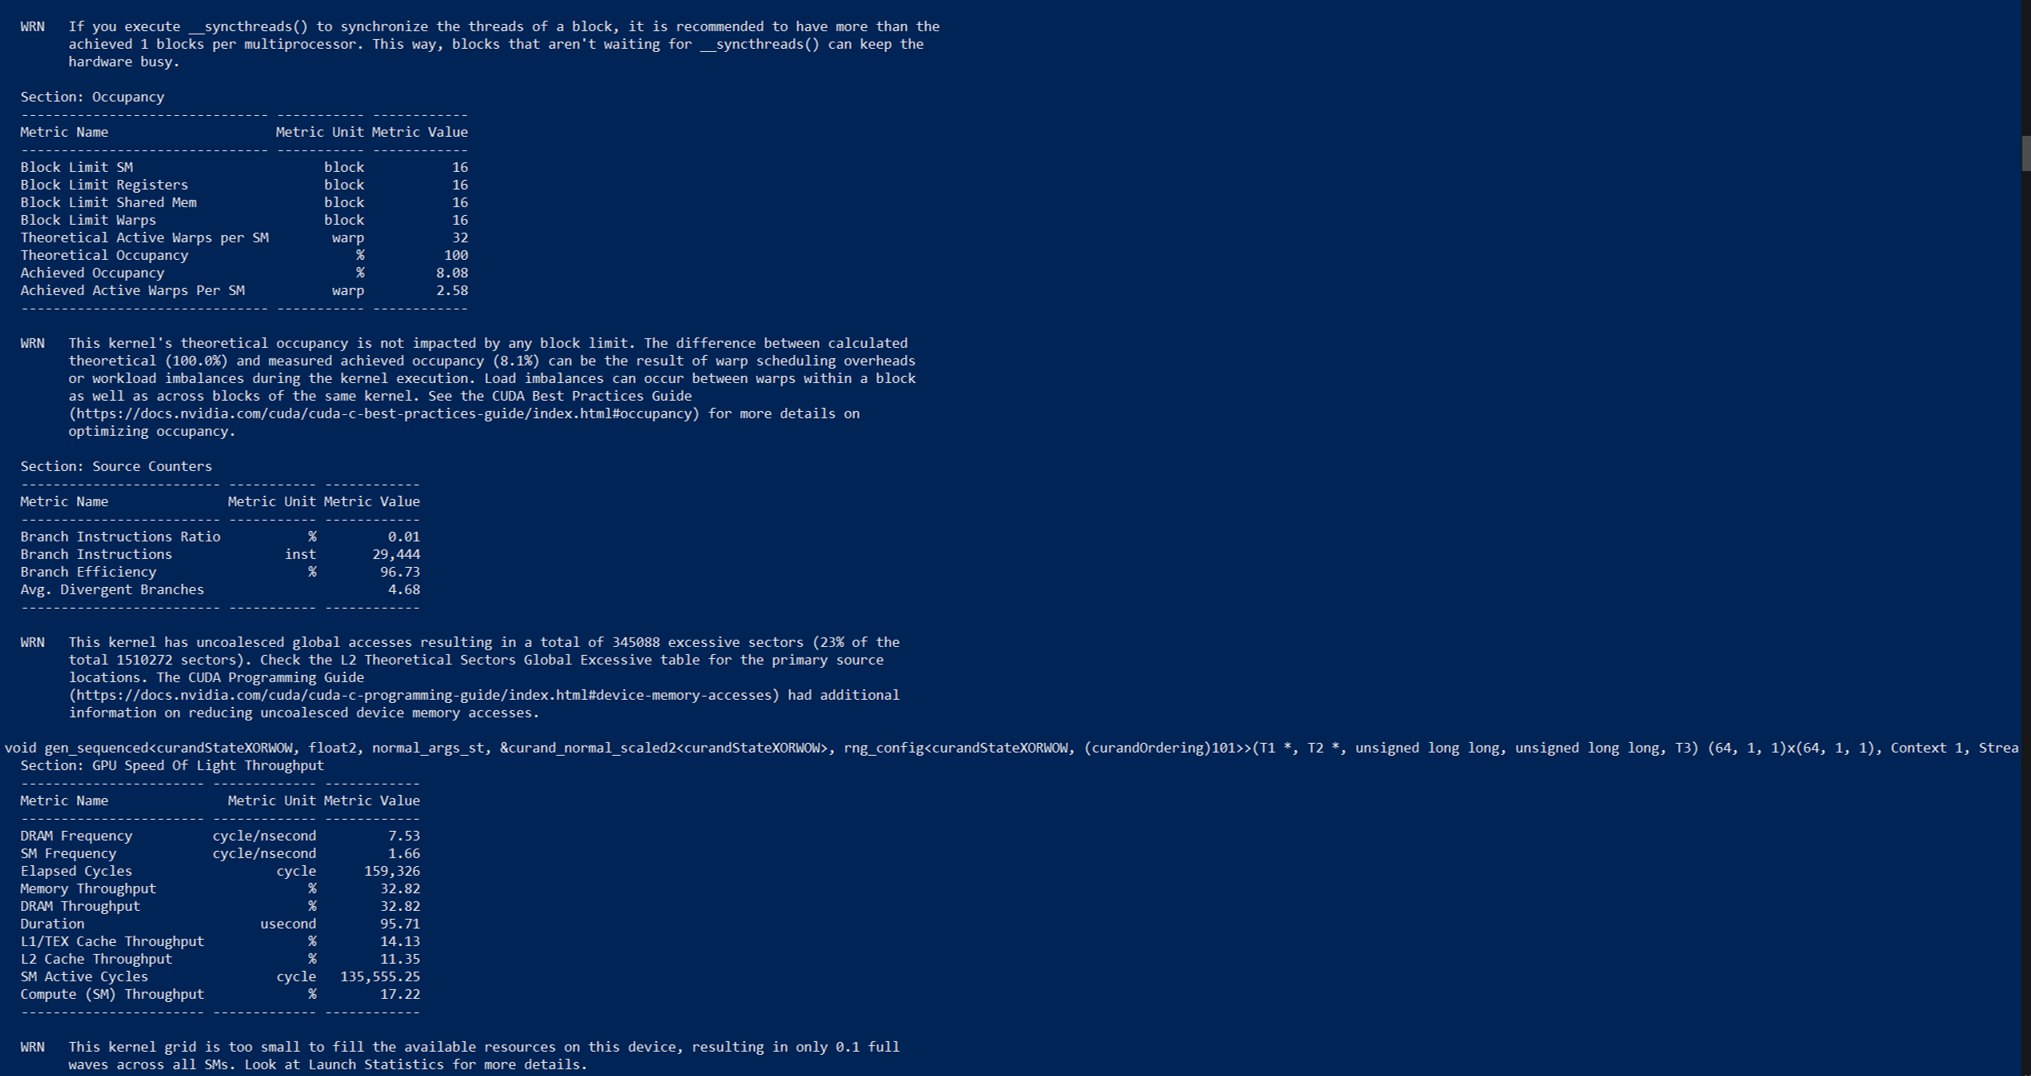 WRN   If you execute __syncthreads() to synchronize the threads of a block, it is recommended to have more than the
      achieved 1 blocks per multiprocessor. This way, blocks that aren't waiting for __syncthreads() can keep the
      hardware busy.

Section: Occupancy
------------------------------- ----------- ------------
Metric Name                     Metric Unit Metric Value
------------------------------- ----------- ------------
Block Limit SM                        block           16
Block Limit Registers                 block           16
Block Limit Shared Mem                block           16
Block Limit Warps                     block           16
Theoretical Active Warps per SM        warp           32
Theoretical Occupancy                     %          100
Achieved Occupancy                        %         8.08
Achieved Active Warps Per SM           warp         2.58
------------------------------- ----------- ------------

WRN   This kernel's theoretical occupancy is not impacted by any block limit. The difference between calculated
      theoretical (100.0%) and measured achieved occupancy (8.1%) can be the result of warp scheduling overheads
      or workload imbalances during the kernel execution. Load imbalances can occur between warps within a block
      as well as across blocks of the same kernel. See the CUDA Best Practices Guide
      (https://docs.nvidia.com/cuda/cuda-c-best-practices-guide/index.html#occupancy) for more details on
      optimizing occupancy.

Section: Source Counters
------------------------- ----------- ------------
Metric Name               Metric Unit Metric Value
------------------------- ----------- ------------
Branch Instructions Ratio           %         0.01
Branch Instructions              inst       29,444
Branch Efficiency                   %        96.73
Avg. Divergent Branches                       4.68
------------------------- ----------- ------------

WRN   This kernel has uncoalesced global accesses resulting in a total of 345088 excessive sectors (23% of the
      total 1510272 sectors). Check the L2 Theoretical Sectors Global Excessive table for the primary source
      locations. The CUDA Programming Guide
      (https://docs.nvidia.com/cuda/cuda-c-programming-guide/index.html#device-memory-accesses) had additional
      information on reducing uncoalesced device memory accesses.

void gen_sequenced<curandStateXORWOW, float2, normal_args_st, &curand_normal_scaled2<curandStateXORWOW>, rng_config<curandStateXORWOW, (curandOrdering)101>>(T1 *, T2 *, unsigned long long, unsigned long long, T3) (64, 1, 1)x(64, 1, 1), Context 1, Strea
Section: GPU Speed Of Light Throughput
----------------------- ------------- ------------
Metric Name               Metric Unit Metric Value
----------------------- ------------- ------------
DRAM Frequency          cycle/nsecond         7.53
SM Frequency            cycle/nsecond         1.66
Elapsed Cycles                  cycle      159,326
Memory Throughput                   %        32.82
DRAM Throughput                     %        32.82
Duration                      usecond        95.71
L1/TEX Cache Throughput             %        14.13
L2 Cache Throughput                 %        11.35
SM Active Cycles                cycle   135,555.25
Compute (SM) Throughput             %        17.22
----------------------- ------------- ------------

WRN   This kernel grid is too small to fill the available resources on this device, resulting in only 0.1 full
      waves across all SMs. Look at Launch Statistics for more details.